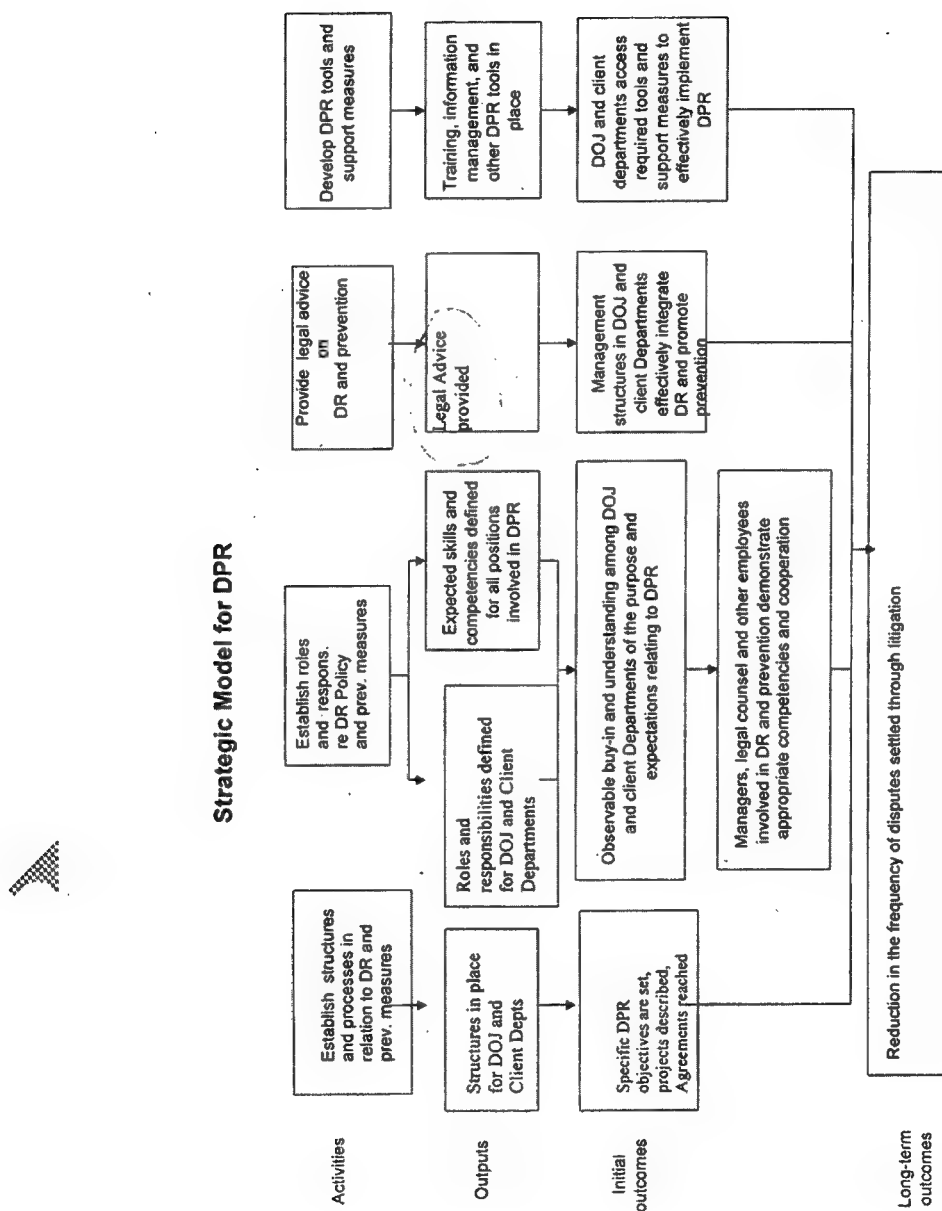 Strategic Model for DPR
Activities
Establish structures
and processes in
relation to DR and
prev. measures
Establish roles
and respons.
re DR Policy
and prev. measures
Provide legal advice
on
DR and prevention
Develop DPR tools and
support measures
Outputs
Structures in place
for DOJ and
Client Depts
Roles and
responsibilities defined
for DOJ and Client
Departments
Expected skills and
competencies defined
for all positions
involved in DPR
Legal Advice
provided
Training, information
management, and
other DPR tools in
place
Initial
outcomes
Specific DPR
objectives are set,
projects described,
Agreements reached
Observable buy-in and understanding among DOJ
and client Departments of the purpose and
expectations relating to DPR
Management
structures in DOJ and
client Departments
effectively integrate
DR and promote
prevention
DOJ and client
departments access
required tools and
support measures to
effectively implement
DPR
Managers, legal counsel and other employees
involved in DR and prevention demonstrate
appropriate competencies and cooperation
Long-term
outcomes
Reduction in the frequency of disputes settled through litigation